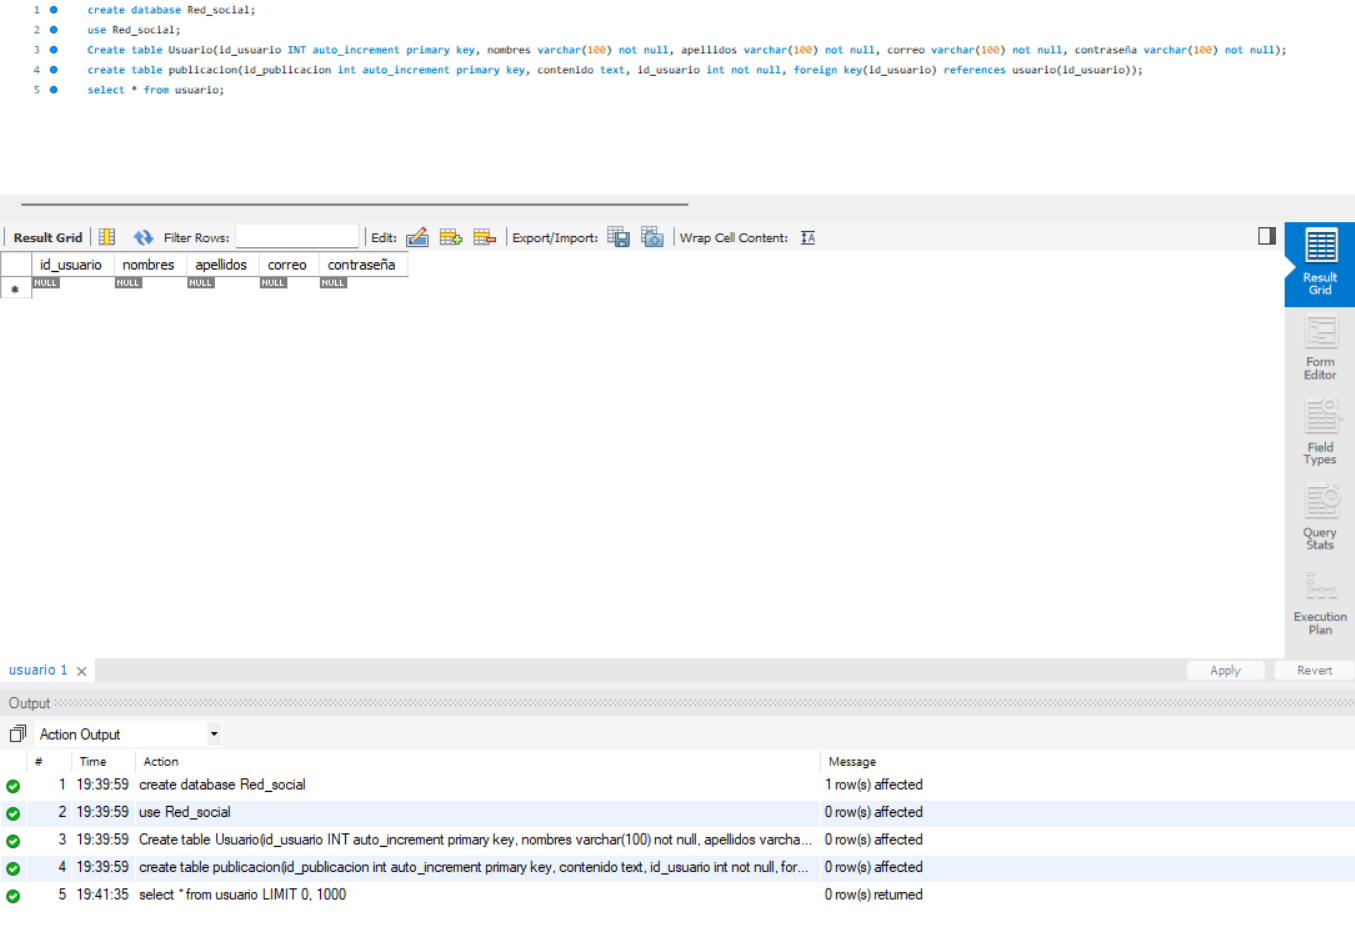 1 create database Red_social;
2 use Red_social;
3 Create table Usuario(id_usuario INT auto_increment primary key, nombres varchar(100) not null, apellidos varchar(100) not null, correo varchar(100) not null, contraseña varchar(100) not null);
4 create table publicacion(id_publicacion int auto_increment primary key, contenido text, id_usuario int not null, foreign key(id_usuario) references usuario(id_usuario));
5 select * from usuario;
Result Grid Filter Rows: Edit: Export/Import: Wrap Cell Content: IA
id_usuario nombres apellidos correo contraseña
* NULL NULL NULL NULL NULL
Result
Grid
Form
Editor
Field
Types
Query
Stats
Execution
Plan
usuario 1 Apply Revert
Output
Action Output
# Time Action Message
1 19:39:59 create database Red_social 1 row(s) affected
2 19:39:59 use Red_social 0 row(s) affected
3 19:39:59 Create table Usuario(id_usuario INT auto_increment primary key, nombres varchar(100) not null, apellidos varcha... 0 row(s) affected
4 19:39:59 create table publicacion(id_publicacion int auto_increment primary key, contenido text, id_usuario int not null, for... 0 row(s) affected
5 19:41:35 select * from usuario LIMIT 0, 1000 0 row(s) returned